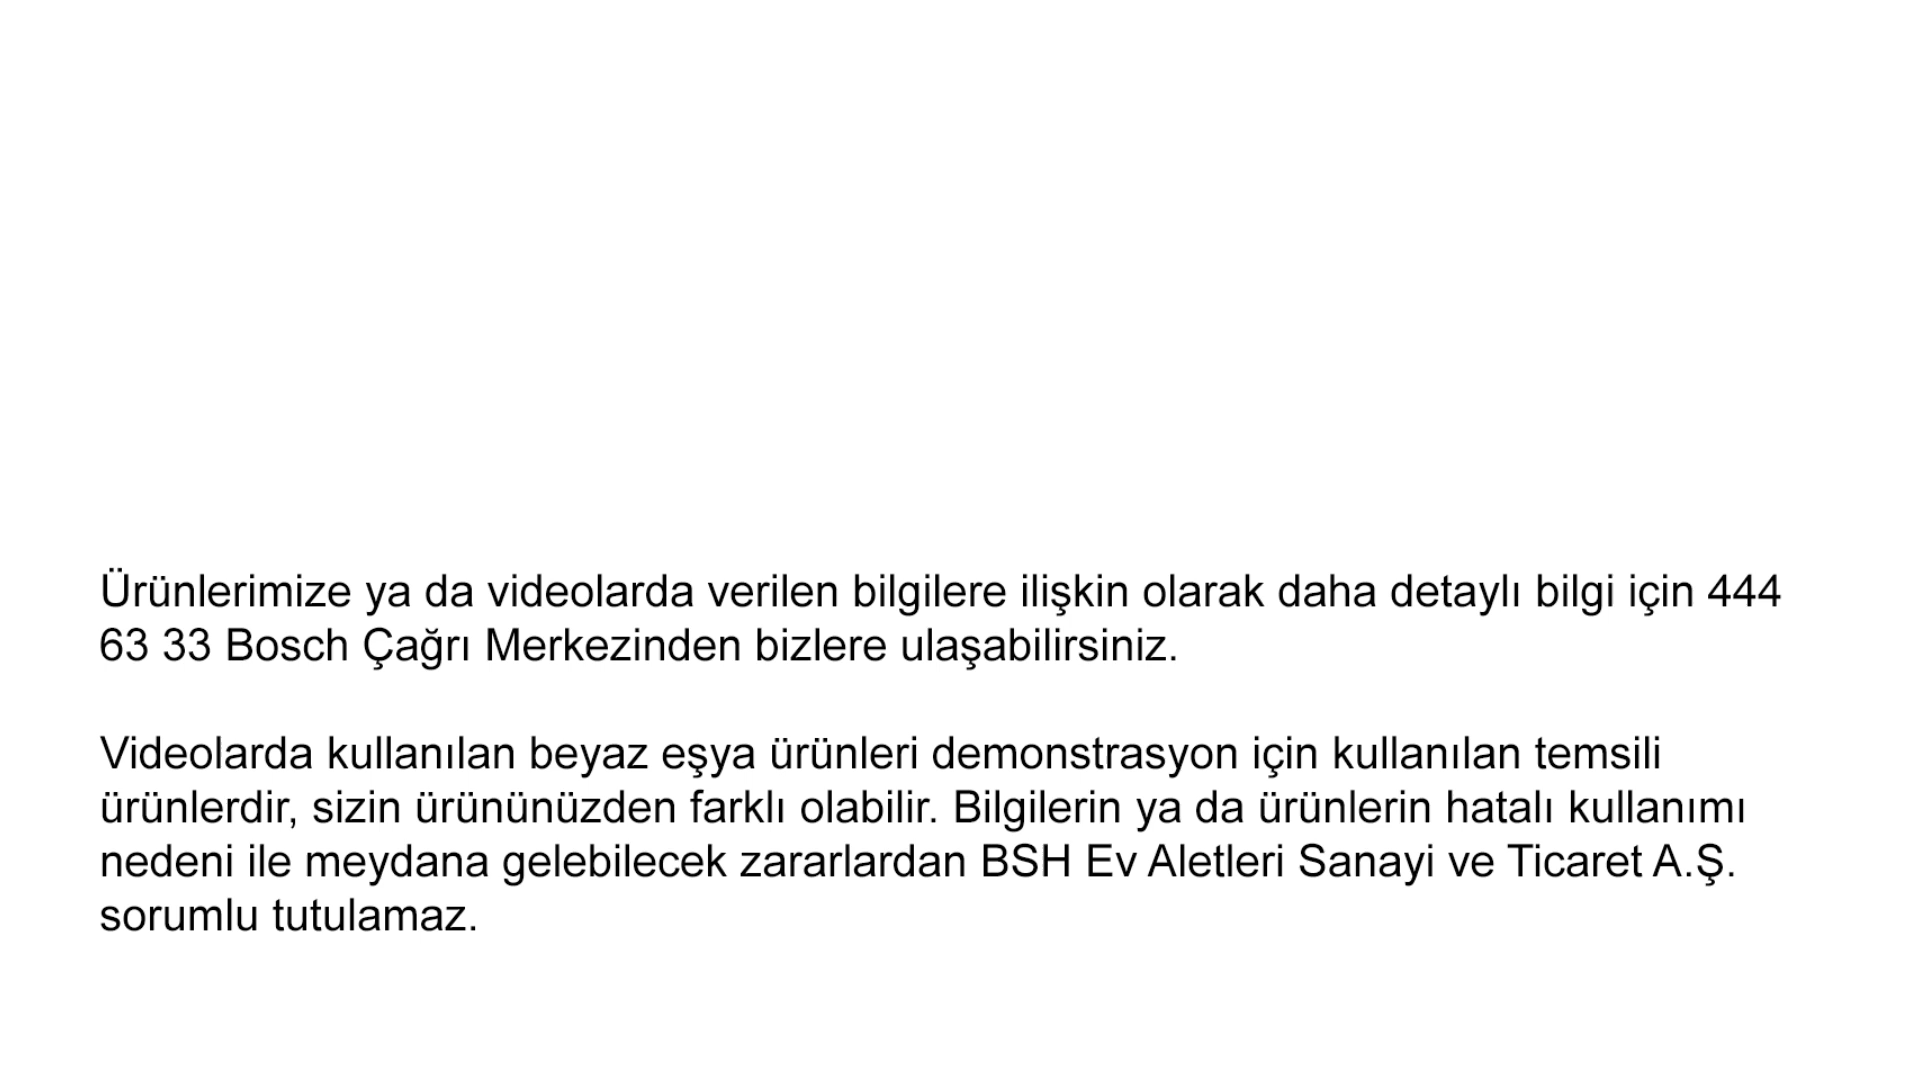 Ürünlerimize ya da videolarda verilen bilgilere ilişkin olarak daha detaylı bilgi için 444
63 33 Bosch Çağrı Merkezinden bizlere ulaşabilirsiniz.
Videolarda kullanılan beyaz eşya ürünleri demonstrasyon için kullanılan temsili
ürünlerdir, sizin ürününüzden farklı olabilir. Bilgilerin ya da ürünlerin hatalı kullanımı
nedeni ile meydana gelebilecek zararlardan BSH Ev Aletleri Sanayi ve Ticaret A.Ş.
sorumlu tutulamaz.